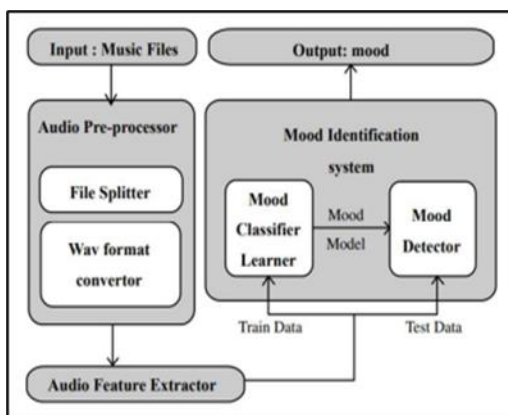 Input : Music Files
Output: mood
Audio Pre-processor
File Splitter
Wav format
convertor
Mood Identification
system
Mood
Classifier
Learner
Mood
Model
Mood
Detector
Train Data
Test Data
Audio Feature Extractor